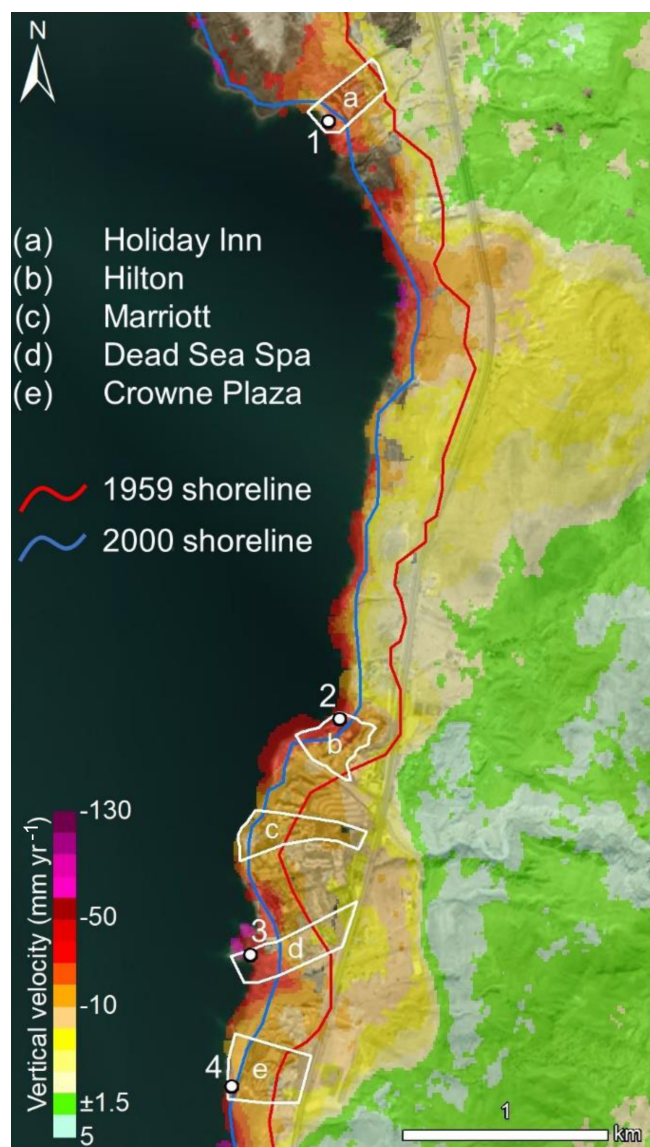 N
a
1
(a) Holiday Inn
(b) Hilton
(c) Marriott
(d) Dead Sea Spa
(e) Crowne Plaza
1959 shoreline
2000 shoreline
2
b
c
3
d
4
e
Vertical velocity (mm yr⁻¹)
-130
-50
-10
±1.5
5
1
km